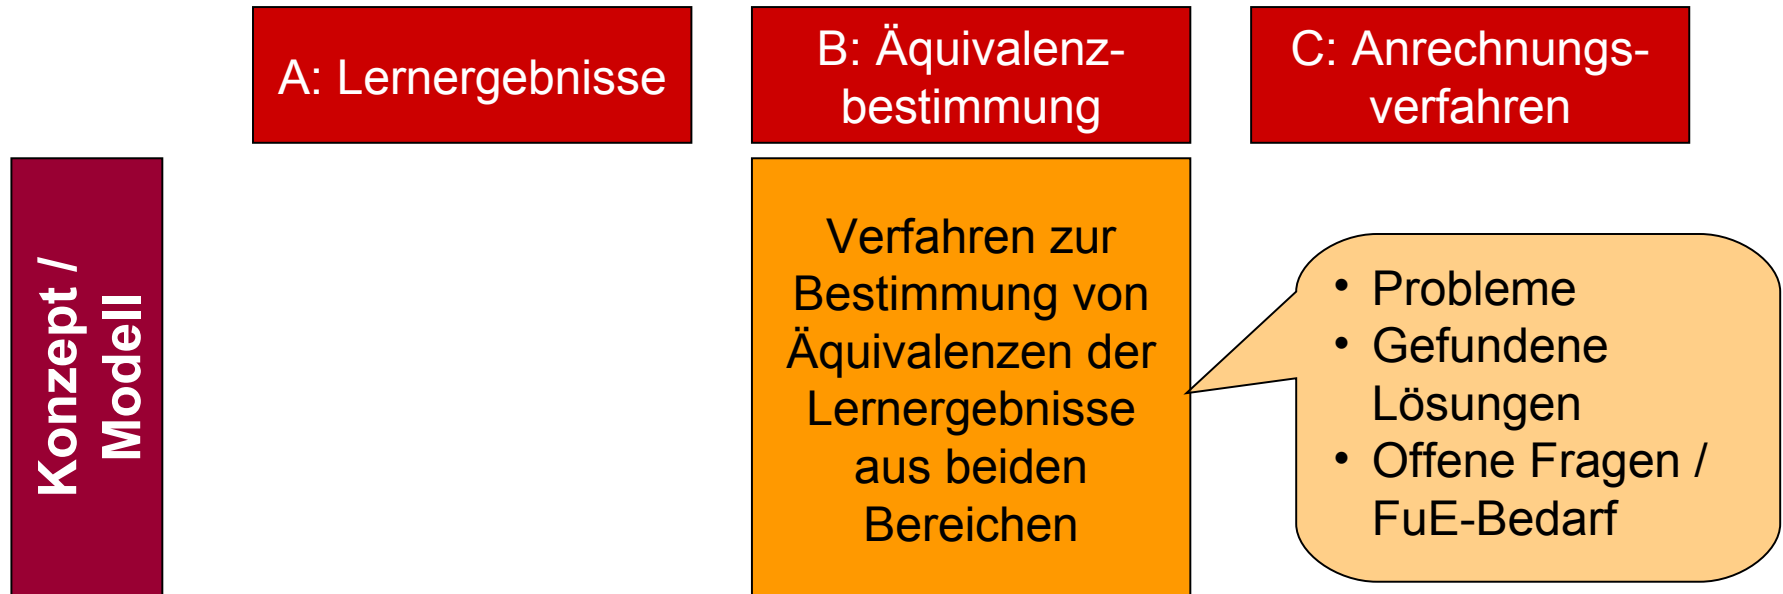 A: Lernergebnisse
B: Äquivalenz-
bestimmung
C: Anrechnungs-
verfahren
Konzept /
Modell
Verfahren zur
Bestimmung von
Äquivalenzen der
Lernergebnisse
aus beiden
Bereichen
• Probleme
• Gefundene
Lösungen
• Offene Fragen /
FuE-Bedarf